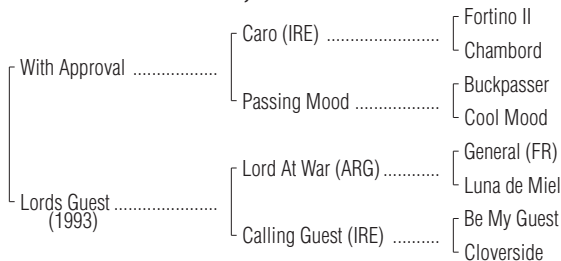 Fortino II
Caro (IRE) ....................
Chambord
With Approval ...............
Buckpasser
Passing Mood ...............
Cool Mood
General (FR)
Lord At War (ARG) ..........
Luna de Miel
Lords Guest ..................
(1993)
Be My Guest
Calling Guest (IRE) .........
Cloverside